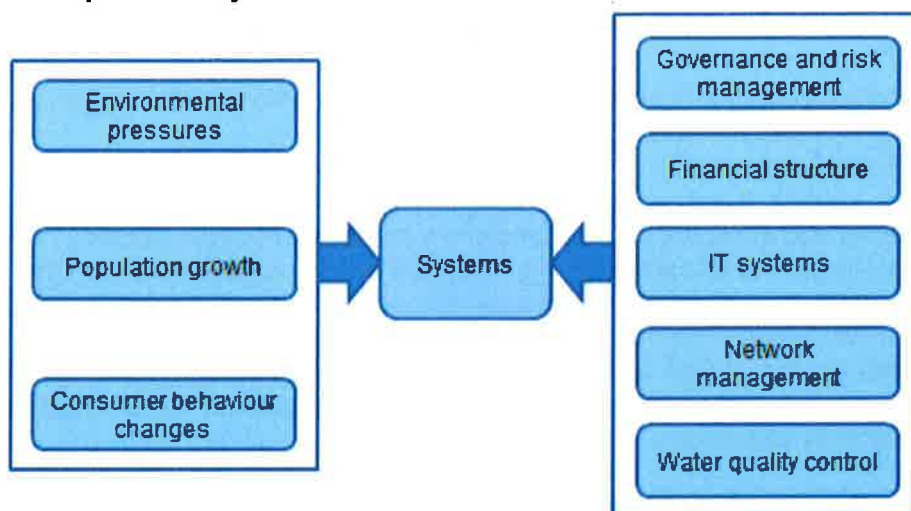 Environmental
pressures
Population growth
Consumer behaviour
changes
Systems
Governance and risk
management
Financial structure
IT systems
Network
management
Water quality control